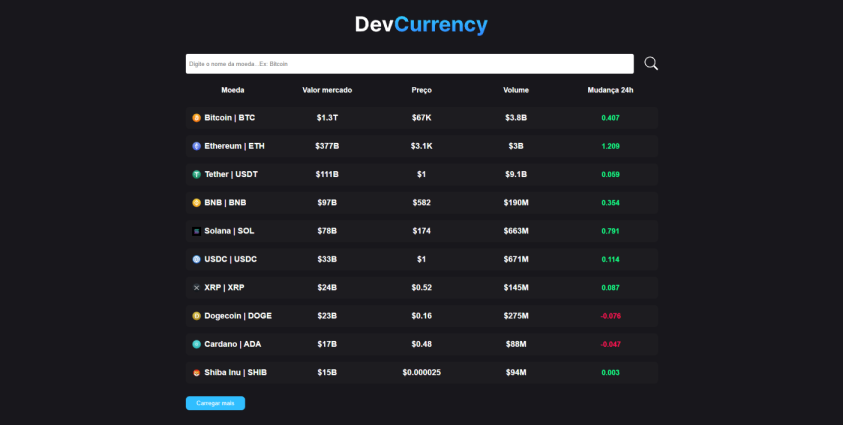 DevCurrency
Digite o nome da moeda. .Ex: Bitcoin
Moeda Valor mercado Preço Volume Mudança 24h
Bitcoin | BTC $1.3T $67K $3.8B 0.407
Ethereum | ETH $377B $3.1K $3B 1.209
Tether | USDT $111B $1 $9.1B 0.059
BNB | BNB $97B $582 $190M 0.354
Solana | SOL $78B $174 $663M 0.791
USDC | USDC $33B $1 $671M 0.114
XRP | XRP $24B $0.52 $145M 0.087
Dogecoin | DOGE $23B $0.16 $275M -0.076
Cardano | ADA $17B $0.48 $88M -0.047
Shiba Inu | SHIB $15B $0.000025 $94M 0.003
Carregar mais